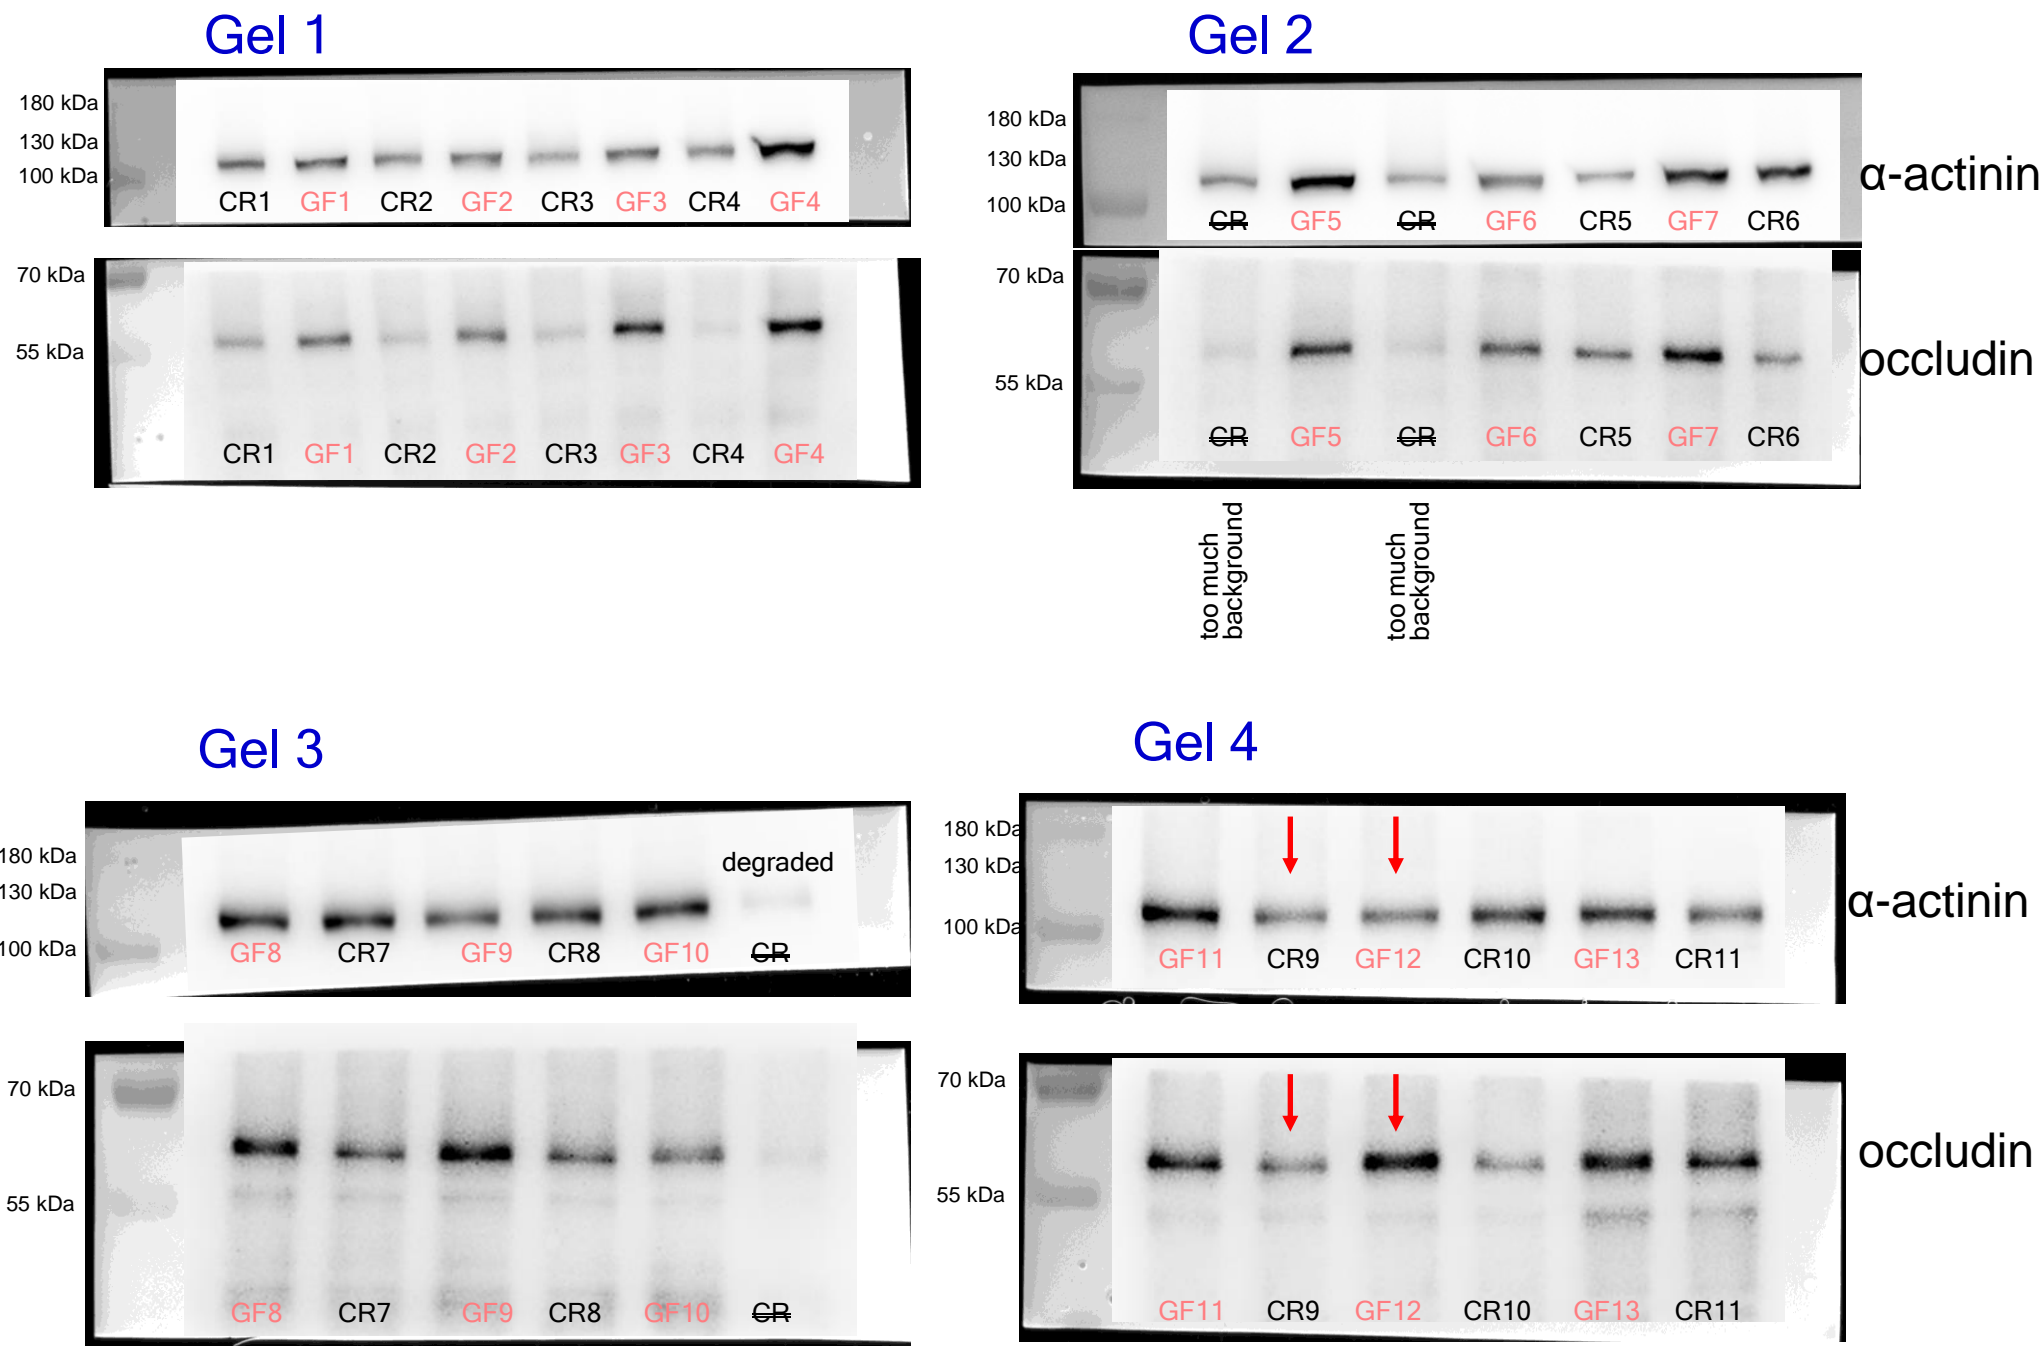 Gel 1
180 kDa
130 kDa
100 kDa
CR1 GF1 CR2 GF2 CR3 GF3 CR4 GF4
70 kDa
55 kDa
CR1 GF1 CR2 GF2 CR3 GF3 CR4 GF4
Gel 2
180 kDa
130 kDa
100 kDa
CR GF5 CR GF6 CR5 GF7 CR6
α-actinin
70 kDa
55 kDa
CR GF5 CR GF6 CR5 GF7 CR6
occludin
too much
background
too much
background
Gel 3
180 kDa
130 kDa
100 kDa
degraded
GF8 CR7 GF9 CR8 GF10 CR
70 kDa
55 kDa
GF8 CR7 GF9 CR8 GF10 CR
Gel 4
180 kDa
130 kDa
100 kDa
GF11 CR9 GF12 CR10 GF13 CR11
α-actinin
70 kDa
55 kDa
GF11 CR9 GF12 CR10 GF13 CR11
occludin